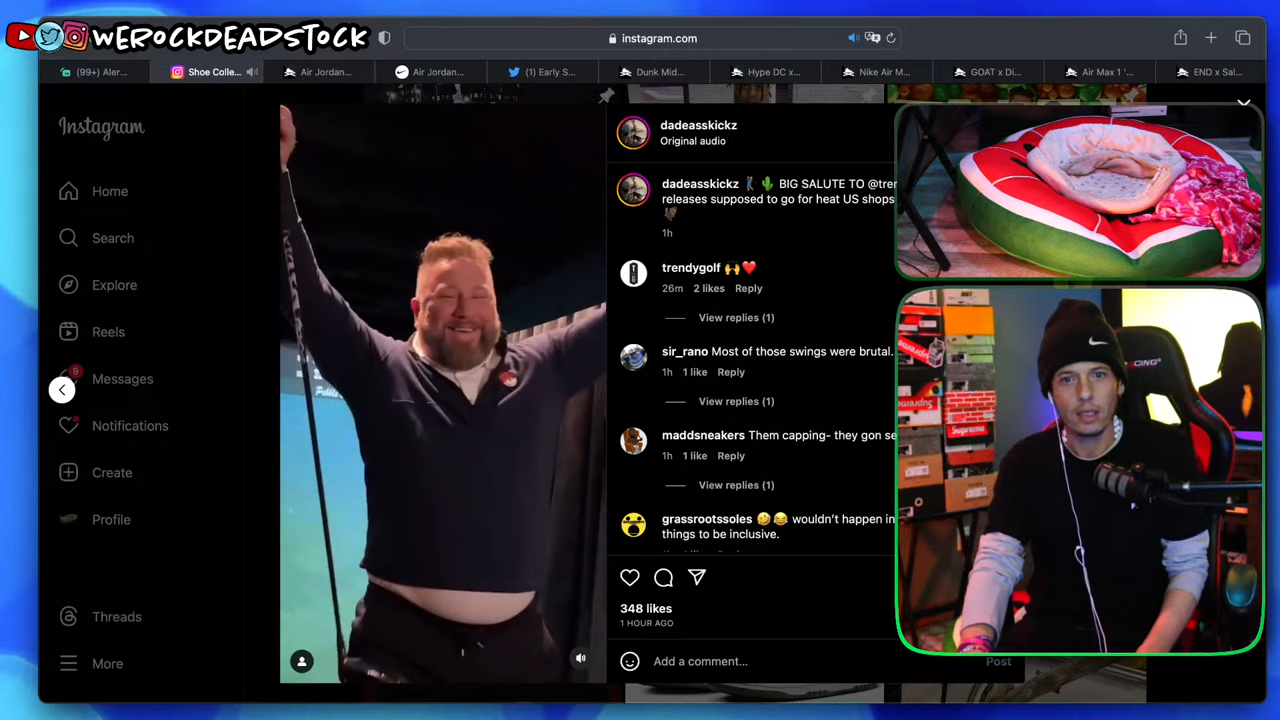 WEROCKDEADSTOCK
instagram.com
(99+) Aler...
Shoe Colle...
Air Jordan...
Air Jordan...
(1) Early S...
Dunk Mid...
Hype DC x...
Nike Air M...
GOAT x Di...
Air Max 1 '...
END x Sal...
Instagram
Home
Search
Explore
Reels
9
Messages
Notifications
Create
Profile
Threads
More
dadeasskickz
Original audio
dadeasskickz BIG SALUTE TO @tren
releases supposed to go for heat US shops
1h
trendygolf
26m 2 likes Reply
View replies (1)
sir_rano Most of those swings were brutal.
1h 1 like Reply
View replies (1)
maddsneakers Them capping- they gon se
1h 1 like Reply
View replies (1)
grassrootssoles wouldn't happen in
things to be inclusive.
348 likes
1 HOUR AGO
Add a comment...
Post
Supreme
Supreme
RACING